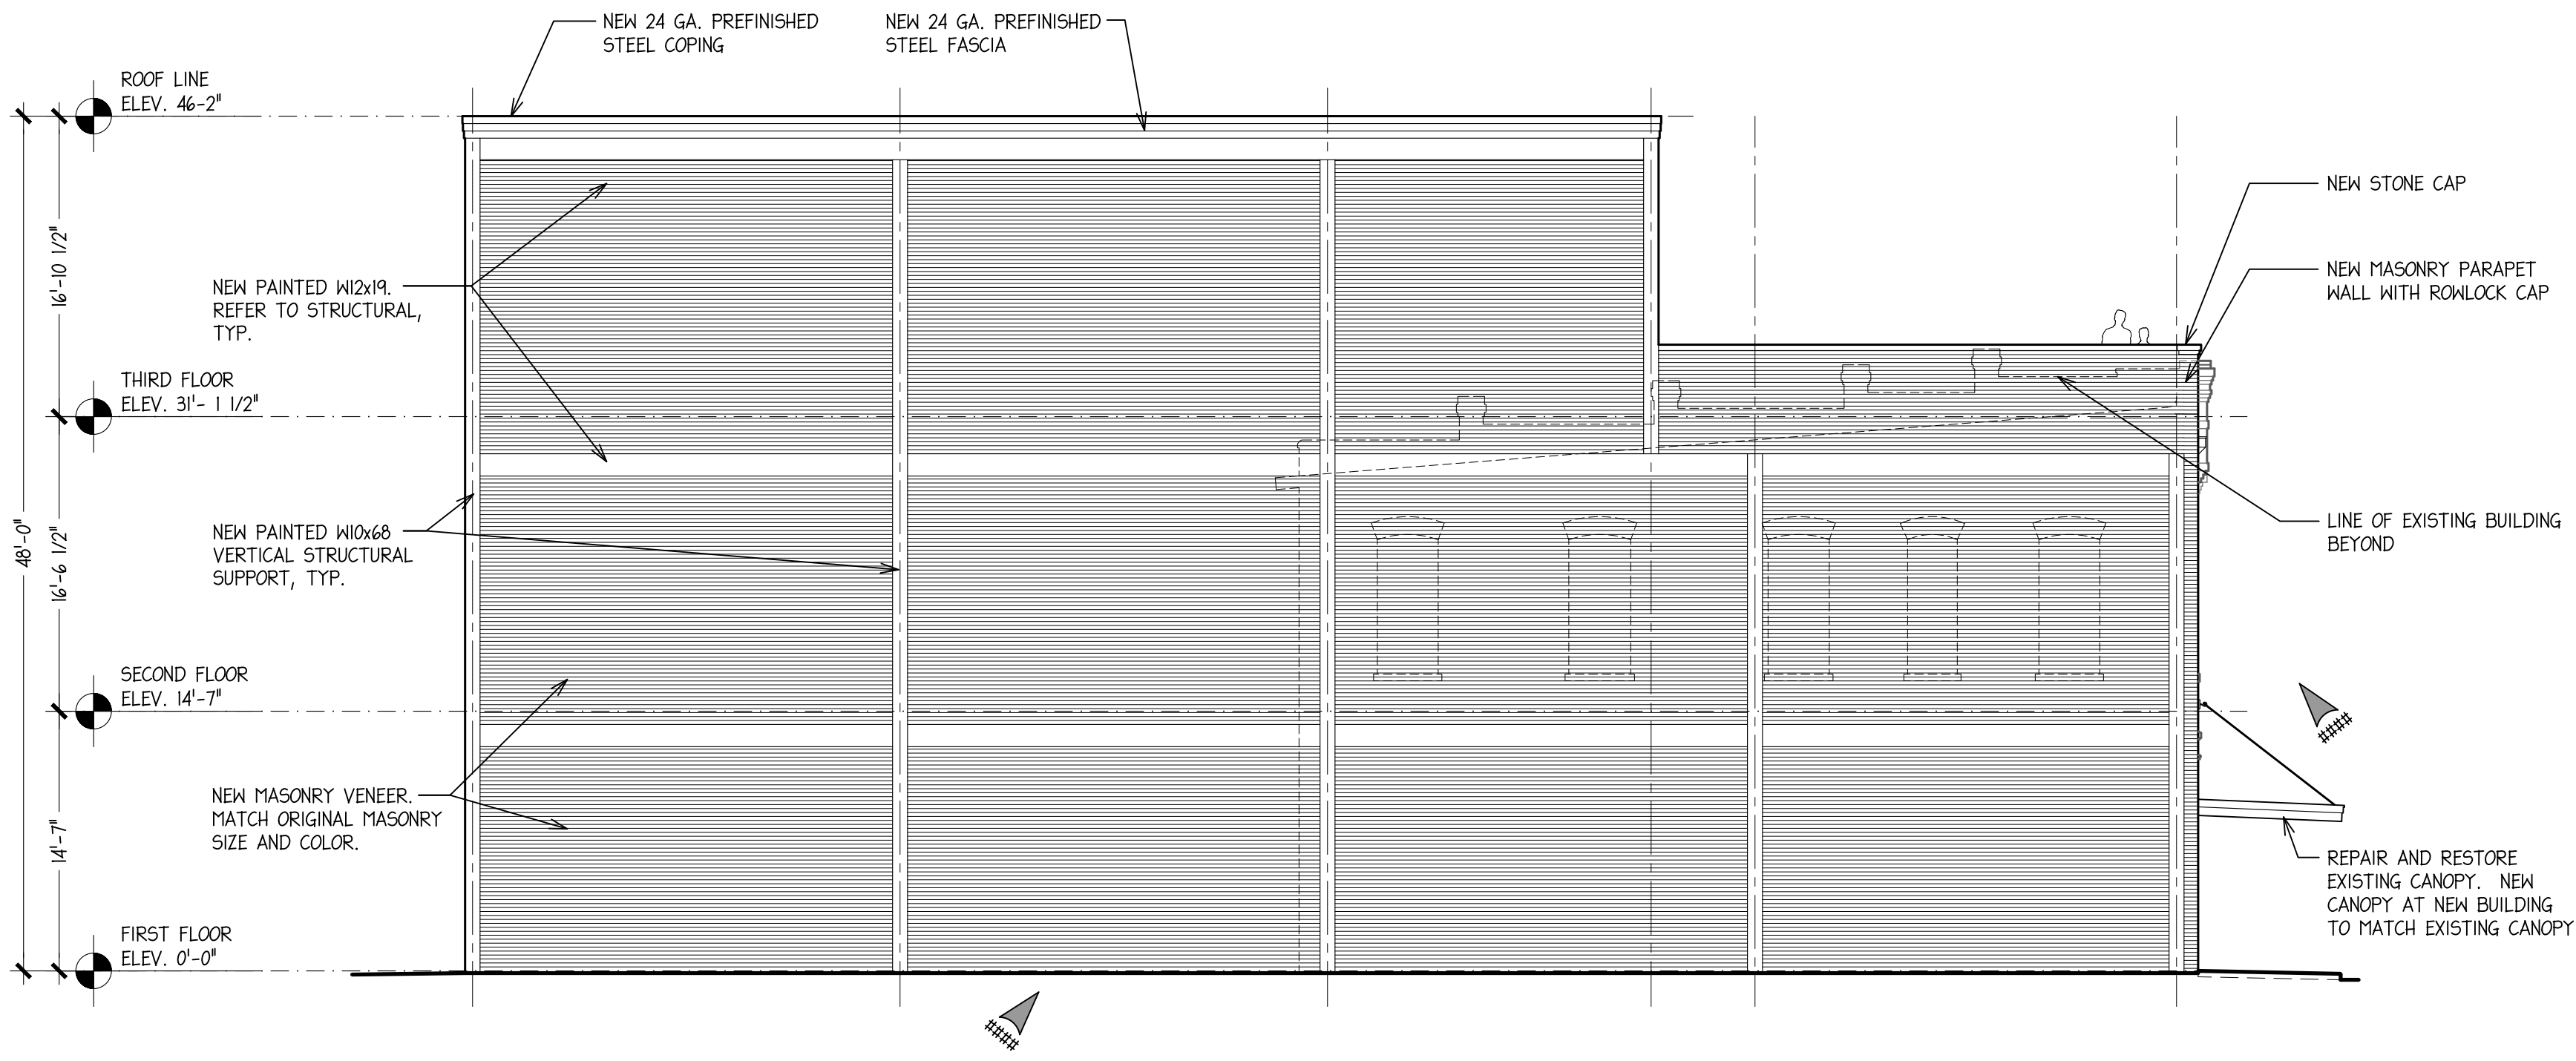 NEW 24 GA. PREFINISHED
STEEL COPING
NEW 24 GA. PREFINISHED
STEEL FASCIA
ROOF LINE
ELEV. 46-2"
NEW STONE CAP
NEW MASONRY PARAPET
WALL WITH ROWLOCK CAP
16'-10 1/2"
NEW PAINTED W12x19.
REFER TO STRUCTURAL,
TYP.
THIRD FLOOR
ELEV. 31'- 1 1/2"
48'-0"
16'-6 1/2"
NEW PAINTED W10x68
VERTICAL STRUCTURAL
SUPPORT, TYP.
LINE OF EXISTING BUILDING
BEYOND
SECOND FLOOR
ELEV. 14'-7"
14'-7"
NEW MASONRY VENEER.
MATCH ORIGINAL MASONRY
SIZE AND COLOR.
REPAIR AND RESTORE
EXISTING CANOPY. NEW
CANOPY AT NEW BUILDING
TO MATCH EXISTING CANOPY
FIRST FLOOR
ELEV. 0'-0"